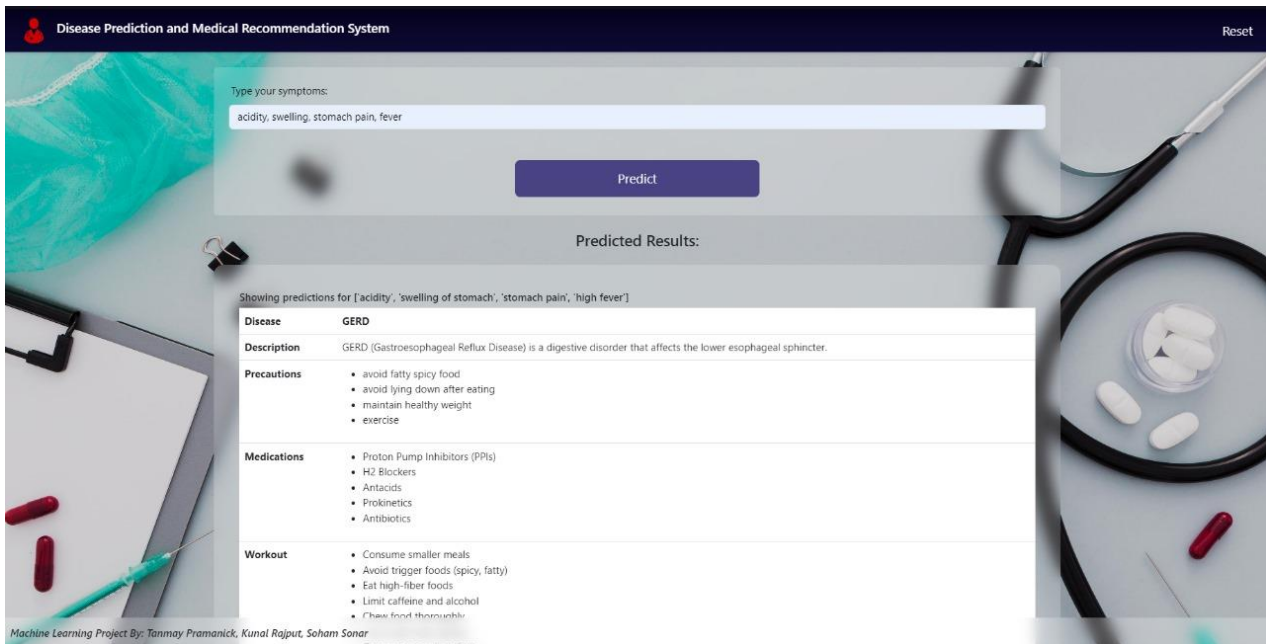 Disease Prediction and Medical Recommendation System
Reset
Type your symptoms:
acidity, swelling, stomach pain, fever
Predict
Predicted Results:
Showing predictions for ['acidity', 'swelling of stomach', 'stomach pain', 'high fever']
Disease GERD
Description GERD (Gastroesophageal Reflux Disease) is a digestive disorder that affects the lower esophageal sphincter.
Precautions • avoid fatty spicy food
• avoid lying down after eating
• maintain healthy weight
• exercise
Medications • Proton Pump Inhibitors (PPIs)
• H2 Blockers
• Antacids
• Prokinetics
• Antibiotics
Workout • Consume smaller meals
• Avoid trigger foods (spicy, fatty)
• Eat high-fiber foods
• Limit caffeine and alcohol
• Chew food thoroughly
Machine Learning Project By: Tanmay Pramanick, Kunal Rajput, Soham Sonar